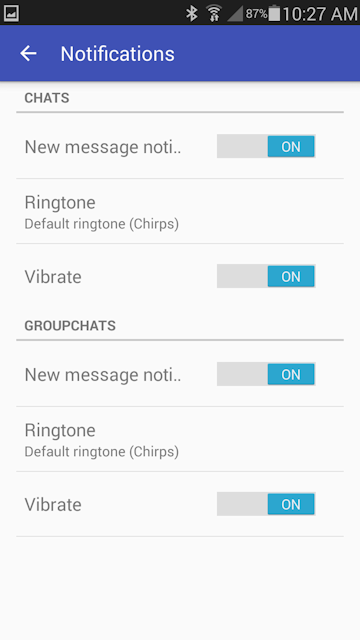 87% 10:27 AM
Notifications
CHATS
New message noti.. ON
Ringtone
Default ringtone (Chirps)
Vibrate ON
GROUPCHATS
New message noti.. ON
Ringtone
Default ringtone (Chirps)
Vibrate ON